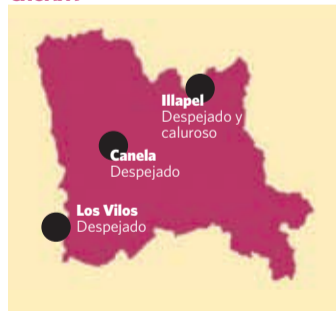 Illapel
Despejado y
caluroso
Canela
Despejado
Los Vilos
Despejado